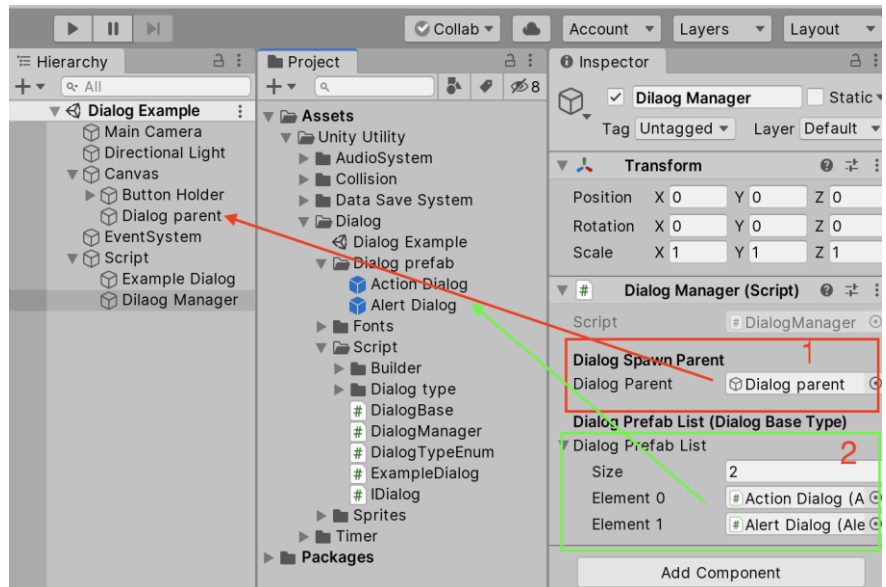 Collab
Account
Layers
Layout
Hierarchy
All
Dialog Example
Main Camera
Directional Light
Canvas
Button Holder
Dialog parent
EventSystem
Script
Example Dialog
Dilaog Manager
Project
8
Assets
Unity Utility
AudioSystem
Collision
Data Save System
Dialog
Dialog Example
Dialog prefab
Action Dialog
Alert Dialog
Fonts
Script
Builder
Dialog type
DialogBase
DialogManager
DialogTypeEnum
ExampleDialog
IDialog
Sprites
Timer
Packages
Inspector
Dilaog Manager Static
Tag Untagged Layer Default
Transform
Position X 0 Y 0 Z 0
Rotation X 0 Y 0 Z 0
Scale X 1 Y 1 Z 1
# Dialog Manager (Script)
Script # DialogManager
1
Dialog Spawn Parent
Dialog Parent Dialog parent
Dialog Prefab List (Dialog Base Type)
Dialog Prefab List 2
Size 2
Element 0 # Action Dialog (A
Element 1 # Alert Dialog (Ale
Add Component